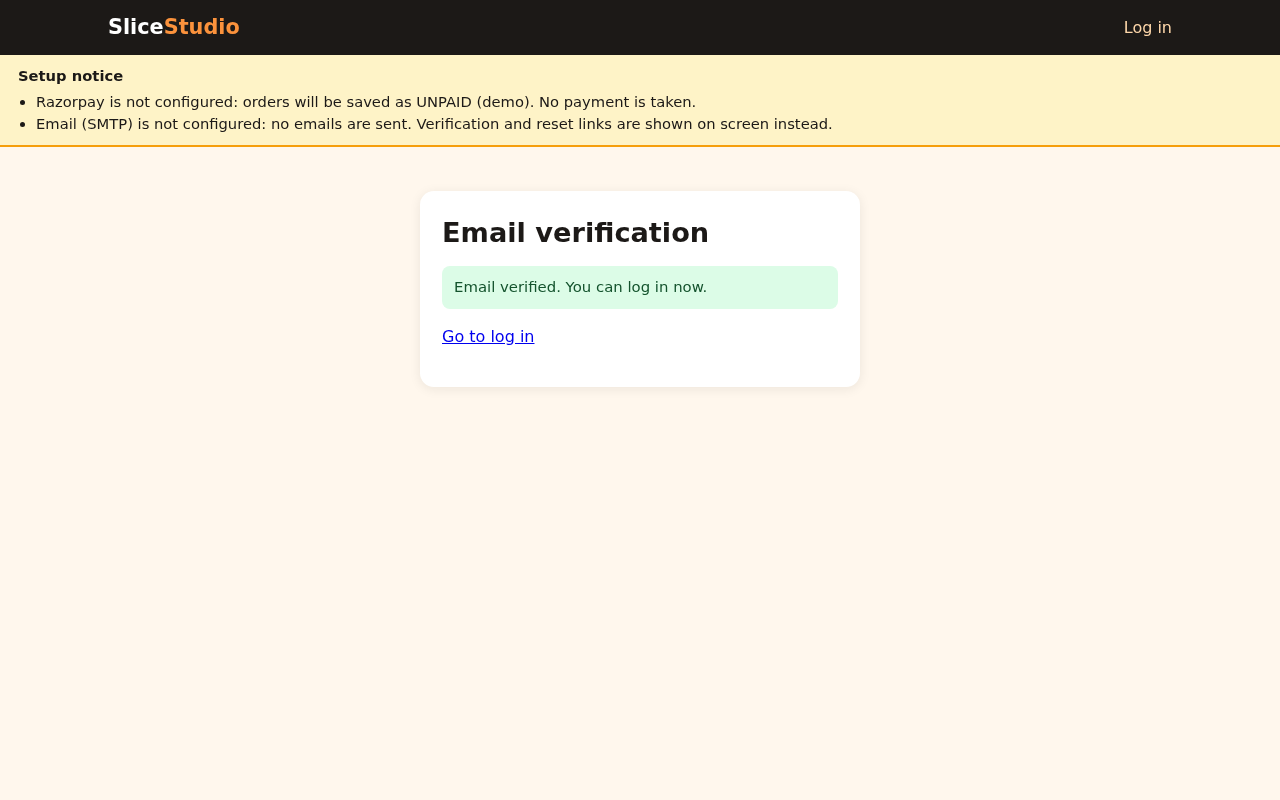 SliceStudio
Log in
Setup notice
• Razorpay is not configured: orders will be saved as UNPAID (demo). No payment is taken.
• Email (SMTP) is not configured: no emails are sent. Verification and reset links are shown on screen instead.
Email verification
Email verified. You can log in now.
Go to log in